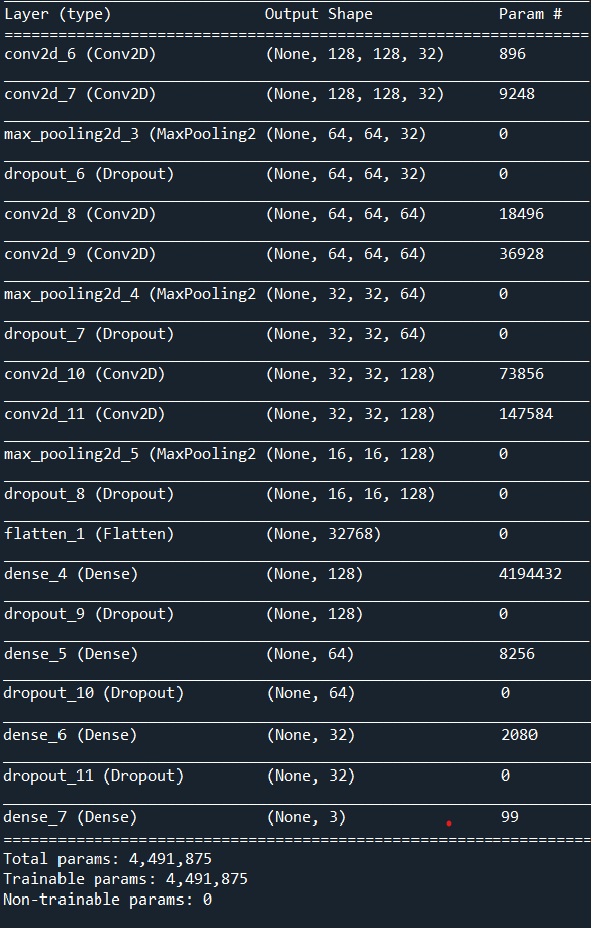 Layer (type) Output Shape Param #
=================================================================
conv2d_6 (Conv2D) (None, 128, 128, 32) 896
conv2d_7 (Conv2D) (None, 128, 128, 32) 9248
max_pooling2d_3 (MaxPooling2 (None, 64, 64, 32) 0
dropout_6 (Dropout) (None, 64, 64, 32) 0
conv2d_8 (Conv2D) (None, 64, 64, 64) 18496
conv2d_9 (Conv2D) (None, 64, 64, 64) 36928
max_pooling2d_4 (MaxPooling2 (None, 32, 32, 64) 0
dropout_7 (Dropout) (None, 32, 32, 64) 0
conv2d_10 (Conv2D) (None, 32, 32, 128) 73856
conv2d_11 (Conv2D) (None, 32, 32, 128) 147584
max_pooling2d_5 (MaxPooling2 (None, 16, 16, 128) 0
dropout_8 (Dropout) (None, 16, 16, 128) 0
flatten_1 (Flatten) (None, 32768) 0
dense_4 (Dense) (None, 128) 4194432
dropout_9 (Dropout) (None, 128) 0
dense_5 (Dense) (None, 64) 8256
dropout_10 (Dropout) (None, 64) 0
dense_6 (Dense) (None, 32) 2080
dropout_11 (Dropout) (None, 32) 0
dense_7 (Dense) (None, 3) 99
=================================================================
Total params: 4,491,875
Trainable params: 4,491,875
Non-trainable params: 0